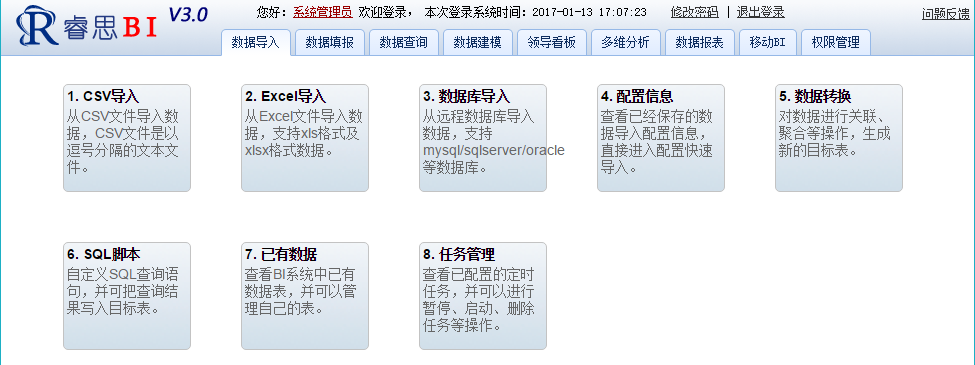 R 睿思BI V3.0
您好：系统管理员 欢迎登录， 本次登录系统时间：2017-01-13 17:07:23 修改密码 | 退出登录 问题反馈
数据导入 数据填报 数据查询 数据建模 领导看板 多维分析 数据报表 移动BI 权限管理
1. CSV导入
从CSV文件导入数
据，CSV文件是以
逗号分隔的文本文
件。
2. Excel导入
从Excel文件导入数
据，支持xls格式及
xlsx格式数据。
3. 数据库导入
从远程数据库导入
数据，支持
mysql/sqlserver/oracle
等数据库。
4. 配置信息
查看已经保存的数
据导入配置信息，
直接进入配置快速
导入。
5. 数据转换
对数据进行关联、
聚合等操作，生成
新的目标表。
6. SQL脚本
自定义SQL查询语
句，并可把查询结
果写入目标表。
7. 已有数据
查看BI系统中已有
数据表，并可以管
理自己的表。
8. 任务管理
查看已配置的定时
任务，并可以进行
暂停、启动、删除
任务等操作。